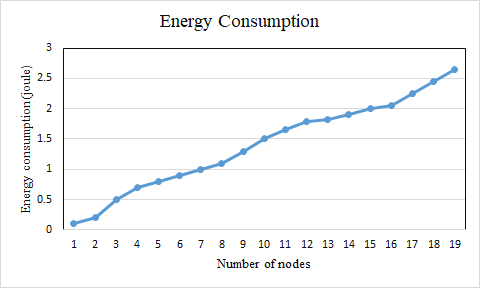 Energy Consumption
3
2.5
2
1.5
1
0.5
0
Energy consumption(joule)
1 2 3 4 5 6 7 8 9 10 11 12 13 14 15 16 17 18 19
Number of nodes